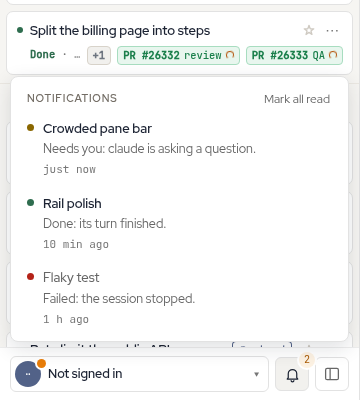 Split the billing page into steps
Done · … +1 PR #26332 review PR #26333 QA
NOTIFICATIONS Mark all read
Crowded pane bar
Needs you: claude is asking a question.
just now
Rail polish
Done: its turn finished.
10 min ago
Flaky test
Failed: the session stopped.
1 h ago
Not signed in 2